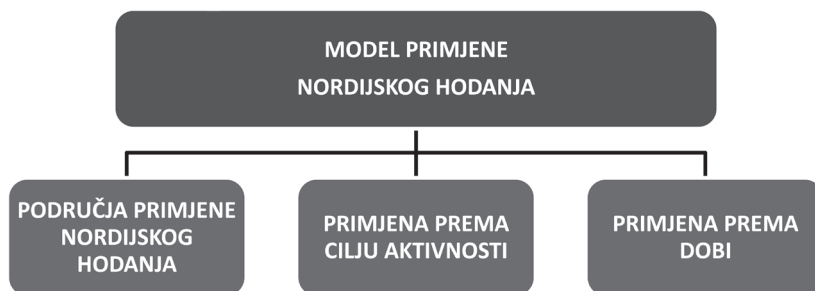 MODEL PRIMJENE
NORDIJSKOG HODANJA
PODRUČJA PRIMJENE
NORDIJSKOG
HODANJA
PRIMJENA PREMA
CILJU AKTIVNOSTI
PRIMJENA PREMA
DOBI